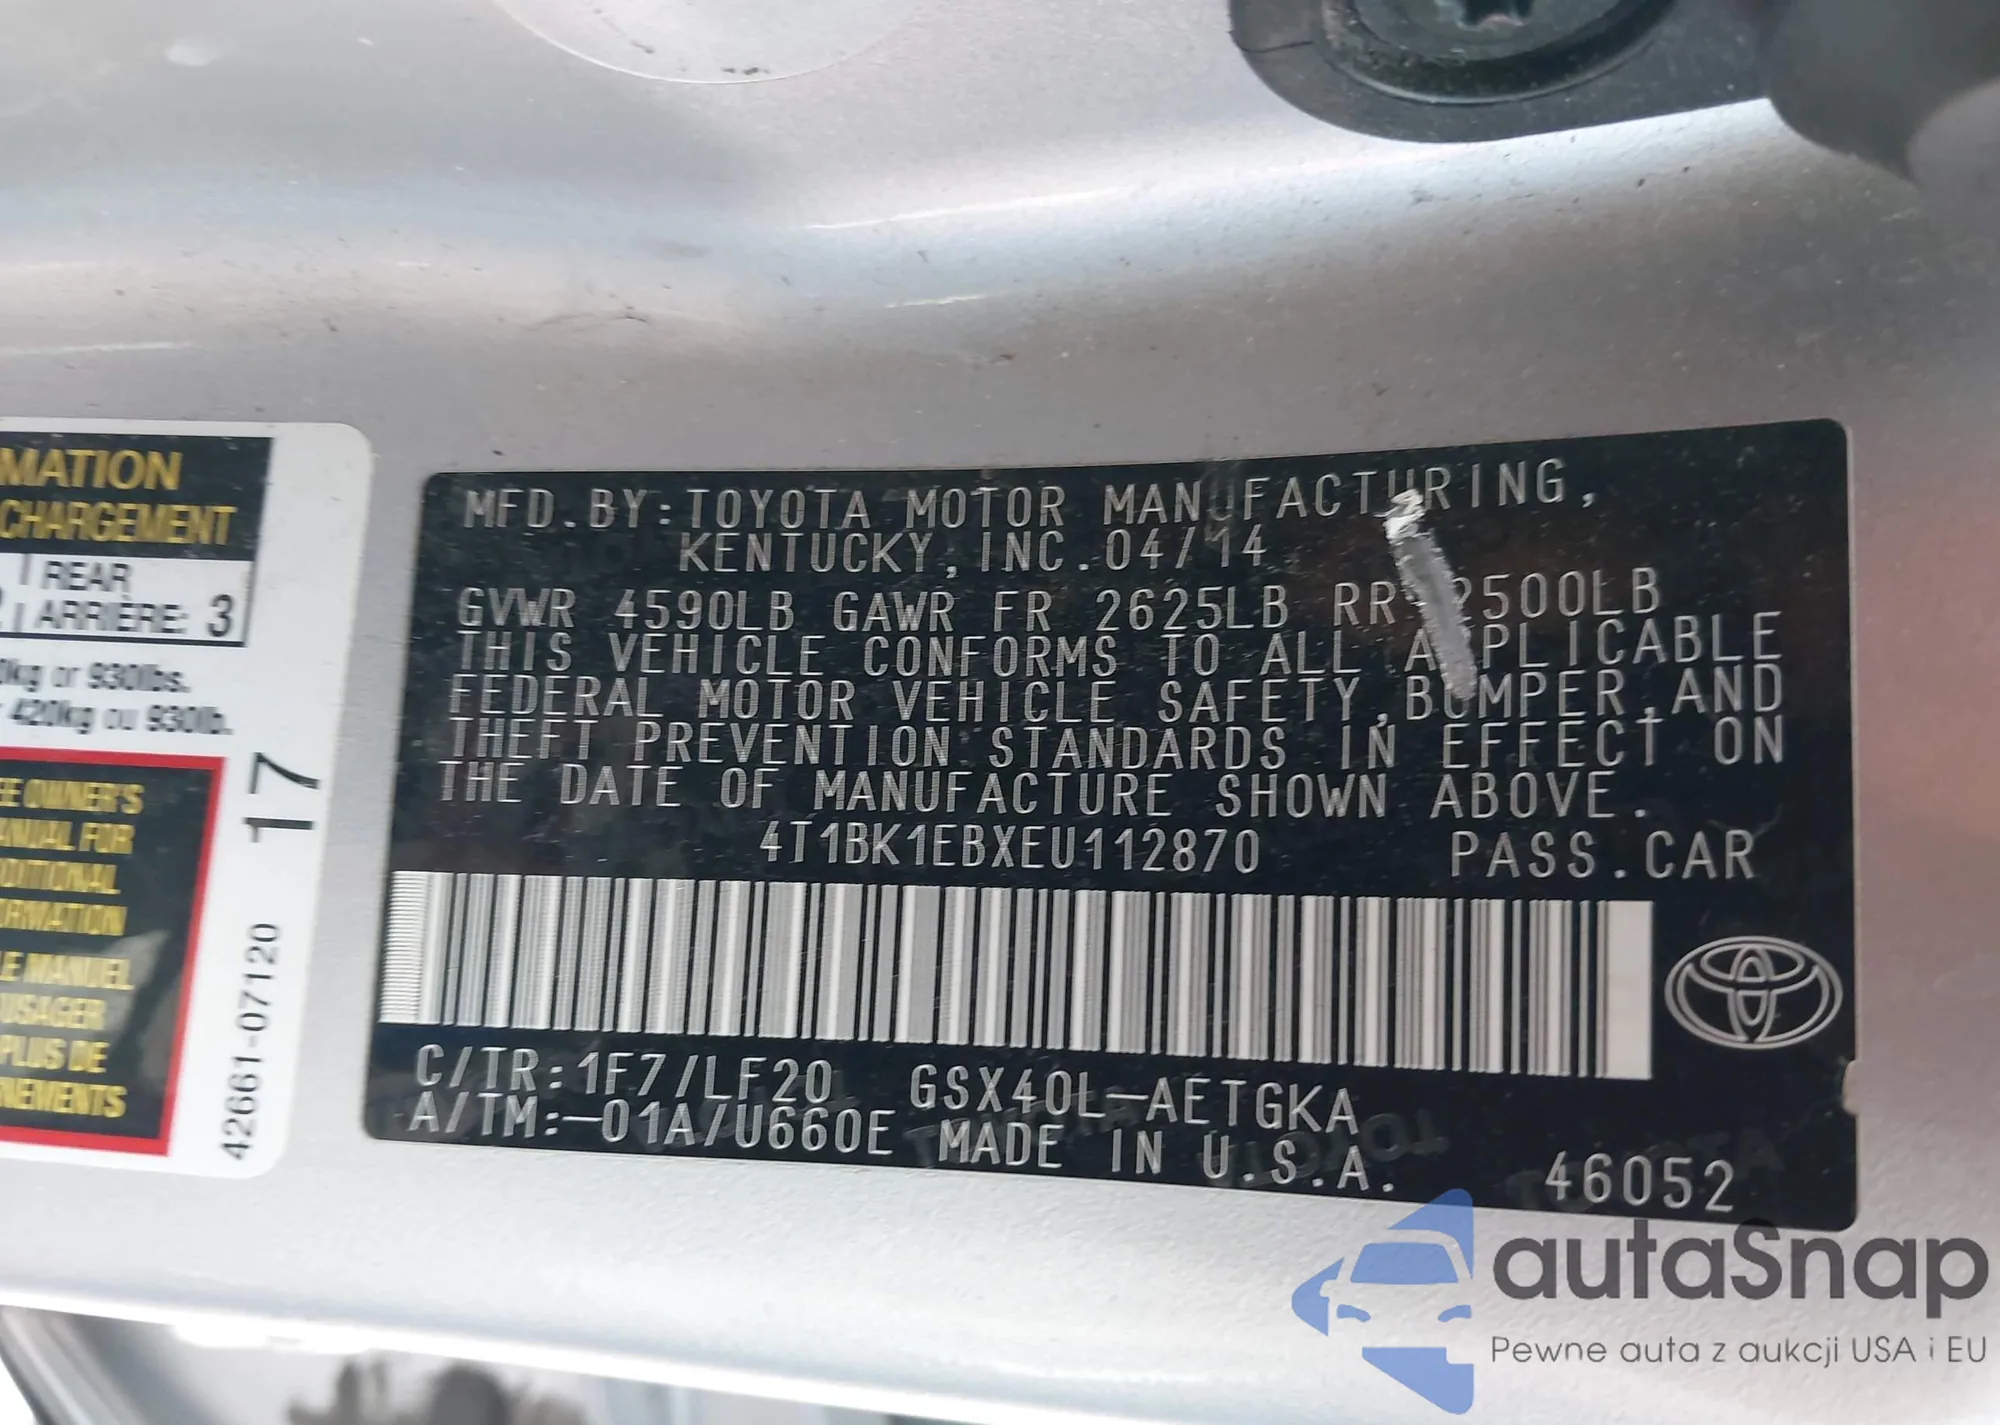 MATION
CHARGEMENT
REAR
ARRIÈRE: 3
0kg or 930lbs.
420kg ou 930lb.
EE OWNER'S
ANUAL FOR
DDITIONAL
ORMATION
LE MANUEL
USAGER
PLUS DE
NEMENTS
42661-07120 17
MFD.BY:TOYOTA MOTOR MANUFACTURING,
KENTUCKY,INC.04/14
GVWR 4590LB GAWR FR 2625LB RR 2500LB
THIS VEHICLE CONFORMS TO ALL APPLICABLE
FEDERAL MOTOR VEHICLE SAFETY,BUMPER,AND
THEFT PREVENTION STANDARDS IN EFFECT ON
THE DATE OF MANUFACTURE SHOWN ABOVE.
4T1BK1EBXEU112870 PASS.CAR
C/TR:1F7/LF20 GSX40L-AETGKA
A/TM:-01A/U660E MADE IN U.S.A.
46052
autaSnap
Pewne auta z aukcji USA i EU